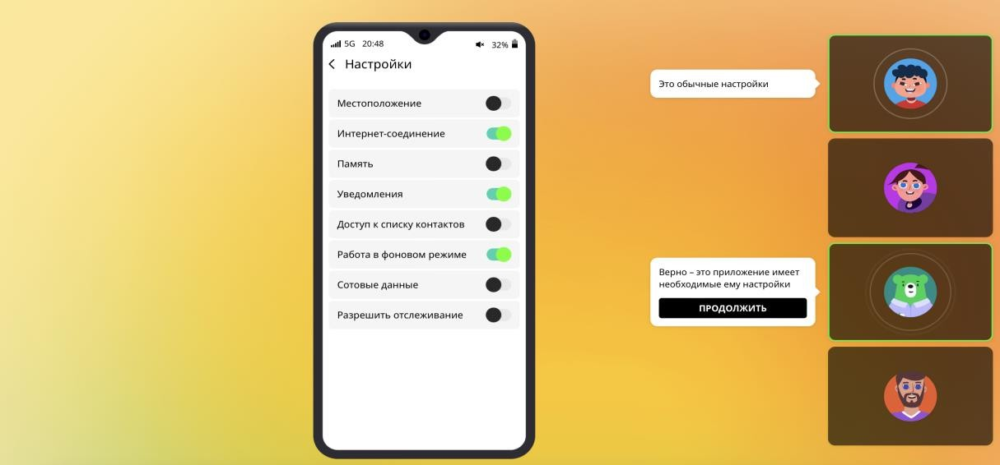 5G 20:48 32%
Настройки
Местоположение
Интернет-соединение
Память
Уведомления
Доступ к списку контактов
Работа в фоновом режиме
Сотовые данные
Разрешить отслеживание
Это обычные настройки
Верно – это приложение имеет
необходимые ему настройки
ПРОДОЛЖИТЬ